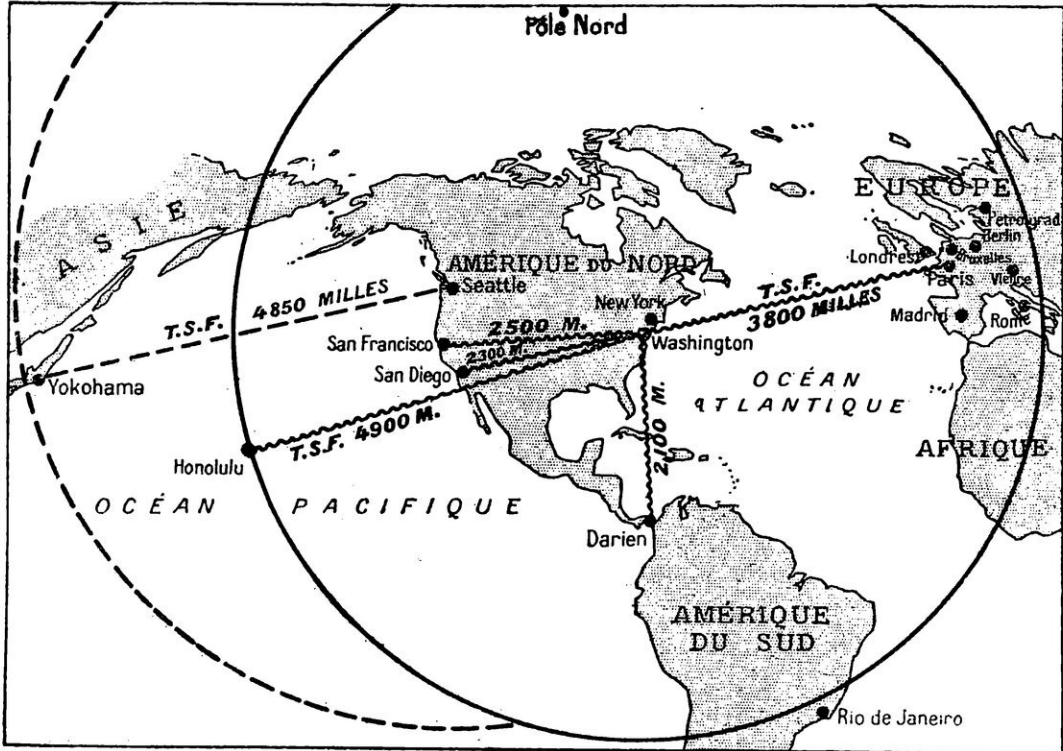 Pôle Nord
EUROPE
ASIE
Petrograd
Berlin
Londres
Bruxelles
AMÉRIQUE DU NORD
Paris
Vienne
Seattle
T.S.F. 4850 MILLES
T.S.F.
3800 MILLES
New York
Madrid
Rome
2500 M.
San Francisco
Washington
2300 M.
San Diego
Yokohama
OCÉAN
ATLANTIQUE
T.S.F. 4900 M.
2,100 M.
AFRIQUE
Honolulu
OCÉAN PACIFIQUE
Darien
AMÉRIQUE
DU SUD
Rio de Janeiro